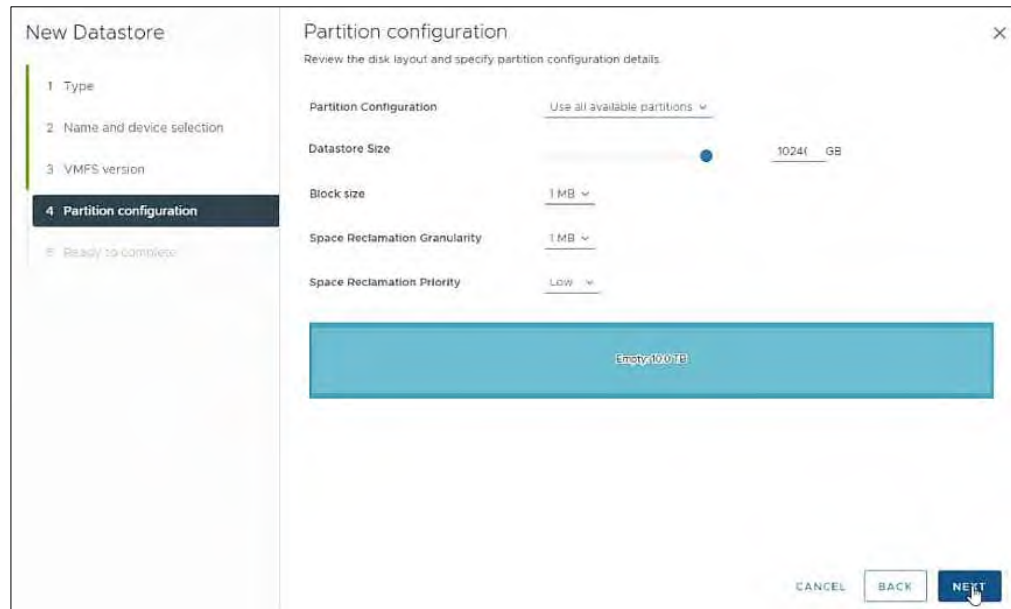 New Datastore
1 Type
2 Name and device selection
3 VMFS version
4 Partition configuration
5 Ready to complete
Partition configuration
Review the disk layout and specify partition configuration details.
Partition Configuration Use all available partitions
Datastore Size 1024( GB
Block size 1 MB
Space Reclamation Granularity 1 MB
Space Reclamation Priority Low
Empty: 10.0 TB
CANCEL BACK NEXT